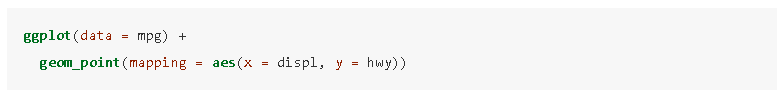 ggplot(data = mpg) +
  geom_point(mapping = aes(x = displ, y = hwy))